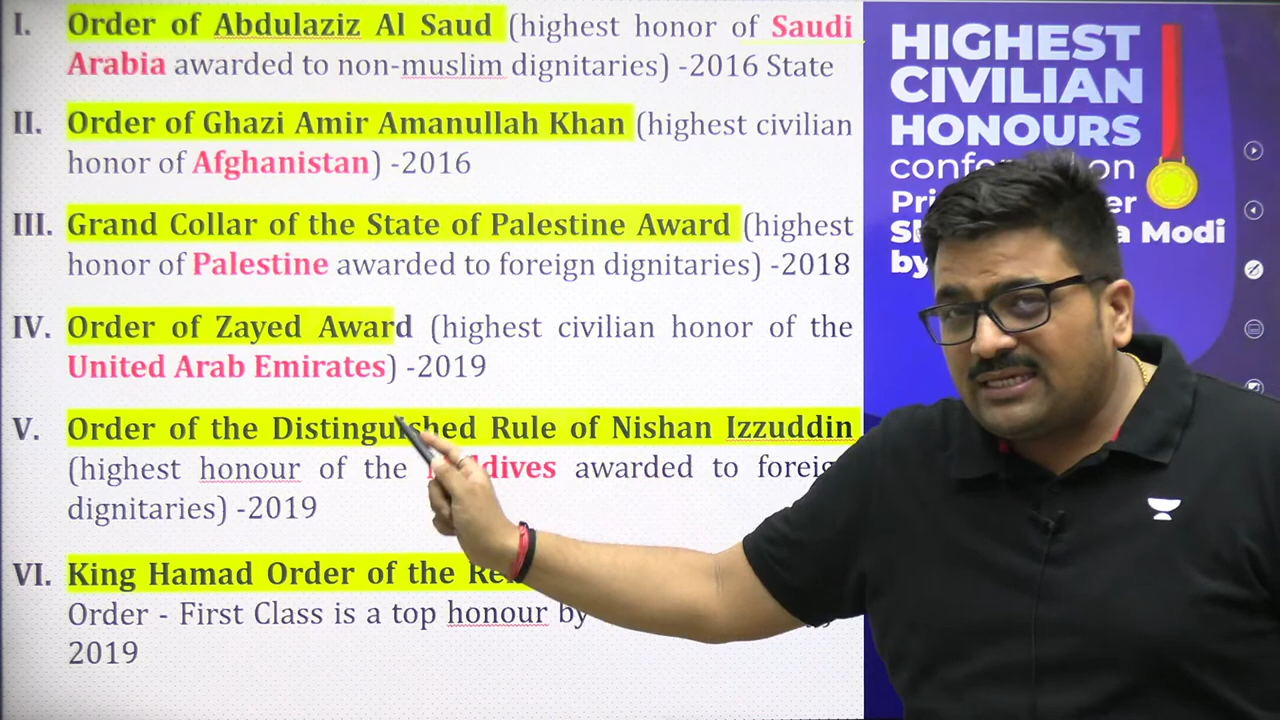 I. Order of Abdulaziz Al Saud (highest honor of Saudi
Arabia awarded to non-muslim dignitaries) -2016 State
II. Order of Ghazi Amir Amanullah Khan (highest civilian
honor of Afghanistan) -2016
III. Grand Collar of the State of Palestine Award (highest
honor of Palestine awarded to foreign dignitaries) -2018
IV. Order of Zayed Award (highest civilian honor of the
United Arab Emirates) -2019
V. Order of the Distinguished Rule of Nishan Izzuddin
(highest honour of the awarded to
dignitaries) -2019
VI. King Hamad Order of the
Order - First Class is a top honour by
2019
HIGHEST
CIVILIAN
HONOURS
on
a Modi
by